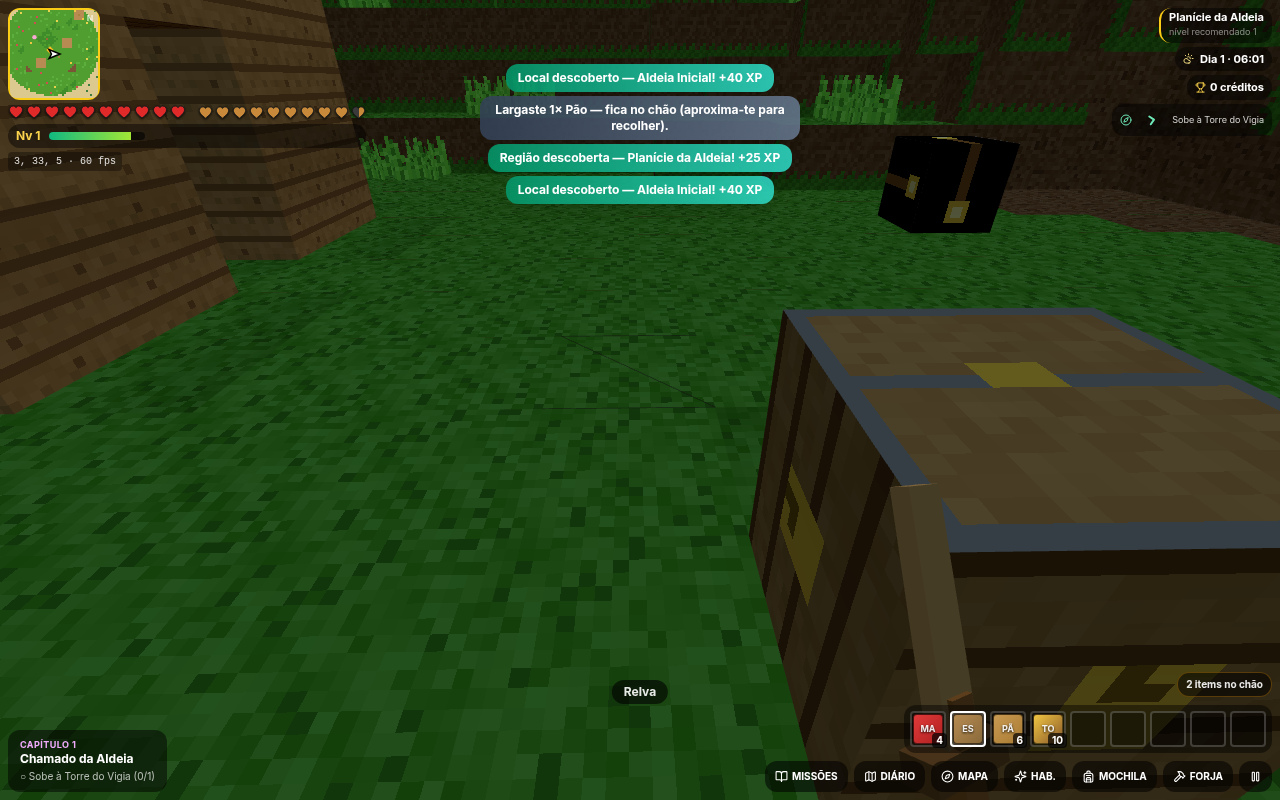 Planície da Aldeia
nível recomendado 1
Dia 1 · 06:01
0 créditos
Sobe à Torre do Vigia
Local descoberto — Aldeia Inicial! +40 XP
Largaste 1× Pão — fica no chão (aproxima-te para
recolher).
Região descoberta — Planície da Aldeia! +25 XP
Local descoberto — Aldeia Inicial! +40 XP
Nv 1
3, 33, 5 · 60 fps
Relva
2 itens no chão
MA 4 ES PÃ 6 TO 10
CAPÍTULO 1
Chamado da Aldeia
○ Sobe à Torre do Vigia (0/1)
MISSÕES DIÁRIO MAPA HAB. MOCHILA FORJA